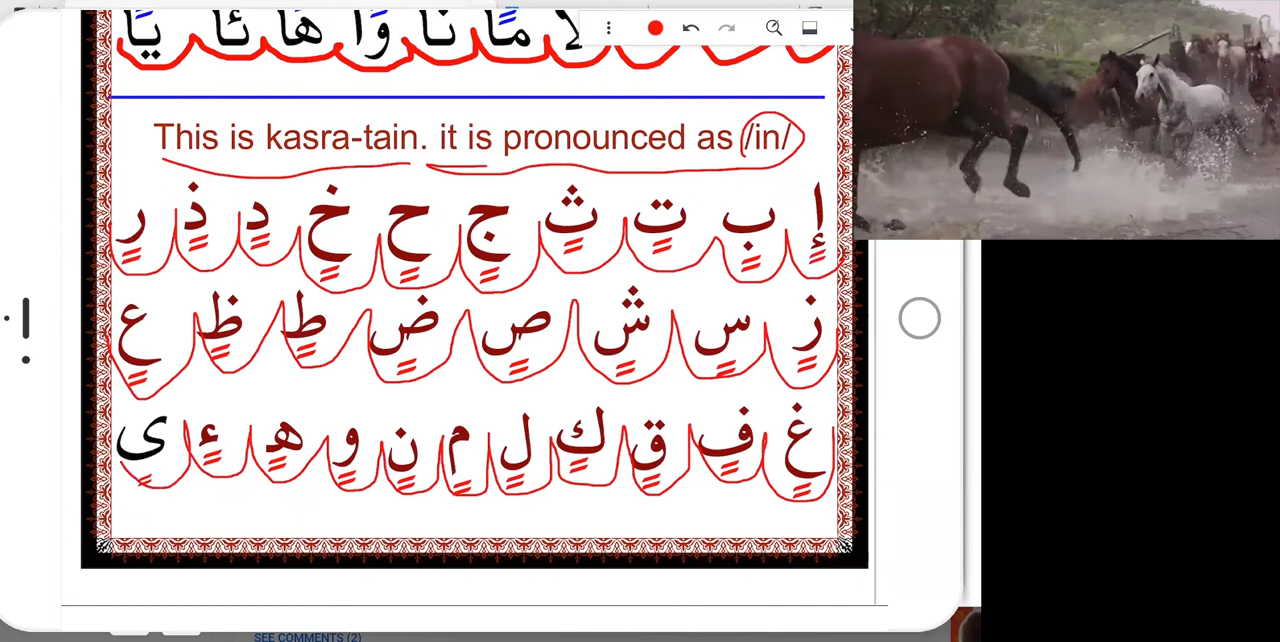 مًا نًا وًا هًا ئًا يًا
This is kasra-tain. it is pronounced as /in/
إٍ بٍ تٍ ثٍ جٍ حٍ خٍ دٍ ذٍ رٍ
زٍ سٍ شٍ صٍ ضٍ طٍ ظٍ عٍ
غٍ فٍ قٍ كٍ لٍ مٍ نٍ وٍ هٍ ءٍ ىٍ
SEE COMMENTS (2)